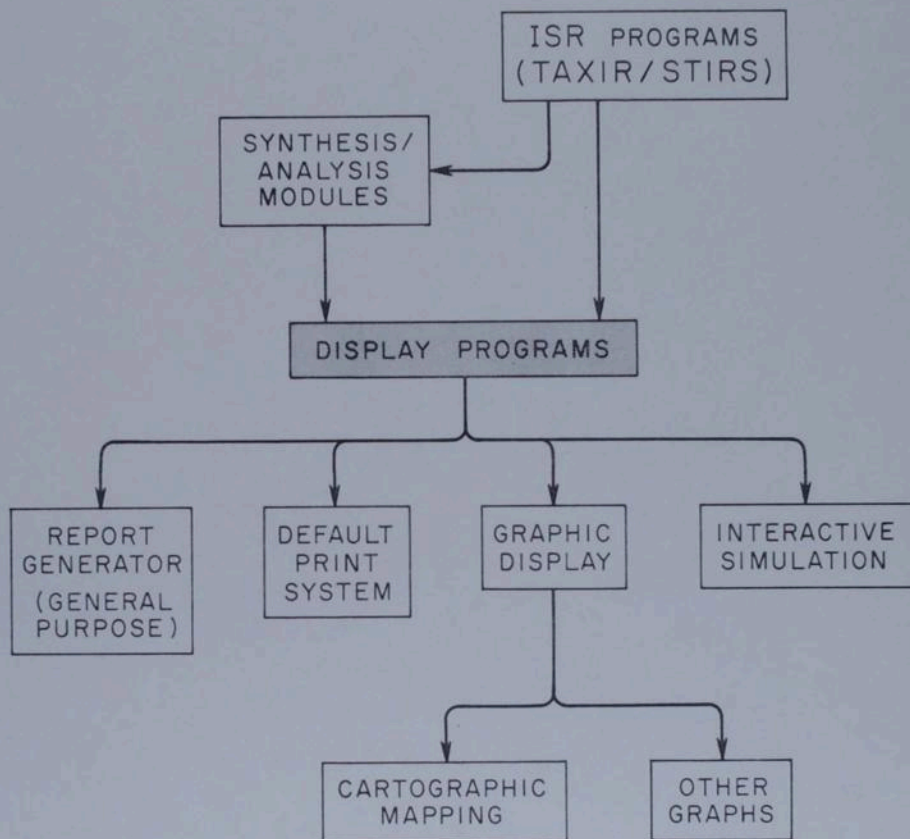 ISR PROGRAMS
(TAXIR/STIRS)
SYNTHESIS/
ANALYSIS
MODULES
DISPLAY PROGRAMS
REPORT
GENERATOR
(GENERAL
PURPOSE)
DEFAULT
PRINT
SYSTEM
GRAPHIC
DISPLAY
INTERACTIVE
SIMULATION
CARTOGRAPHIC
MAPPING
OTHER
GRAPHS